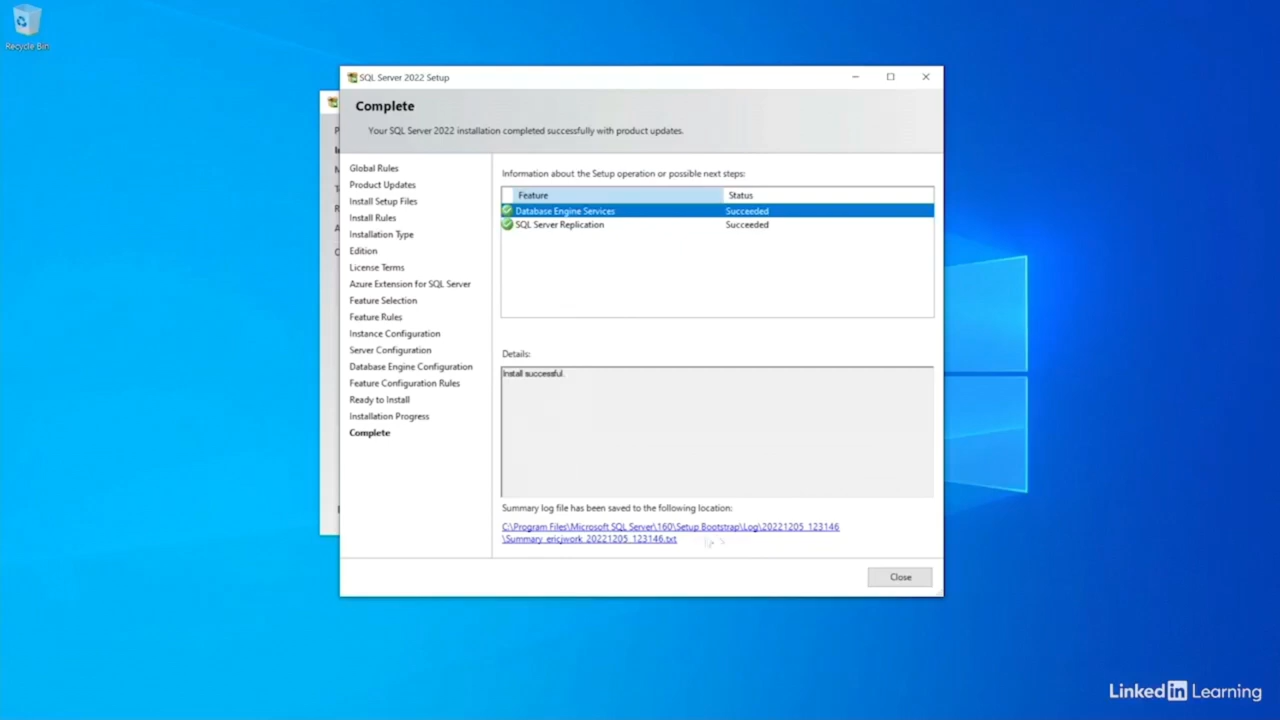 Recycle Bin
SQL Server 2022 Setup
Complete
Your SQL Server 2022 installation completed successfully with product updates.
Global Rules
Product Updates
Install Setup Files
Install Rules
Installation Type
Edition
License Terms
Azure Extension for SQL Server
Feature Selection
Feature Rules
Instance Configuration
Server Configuration
Database Engine Configuration
Feature Configuration Rules
Ready to Install
Installation Progress
Complete
Information about the Setup operation or possible next steps:
Feature Status
Database Engine Services Succeeded
SQL Server Replication Succeeded
Details:
Install successful.
Summary log file has been saved to the following location:
C:\Program Files\Microsoft SQL Server\160\Setup Bootstrap\Log\20221205_123146
\Summary_ericjwork_20221205_123146.txt
Close
LinkedIn Learning